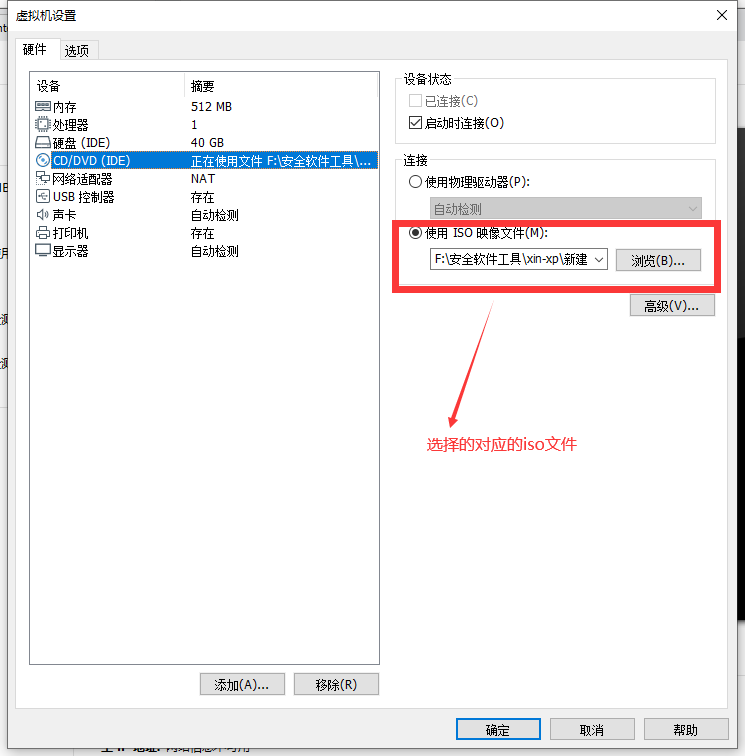 虚拟机设置
硬件 选项
设备 摘要
内存 512 MB
处理器 1
硬盘 (IDE) 40 GB
CD/DVD (IDE) 正在使用文件 F:\安全软件工具\...
网络适配器 NAT
USB 控制器 存在
声卡 自动检测
打印机 存在
显示器 自动检测
添加(A)... 移除(R)
设备状态
已连接(C)
启动时连接(O)
连接
使用物理驱动器(P):
自动检测
使用 ISO 映像文件(M):
F:\安全软件工具\xin-xp\新建 浏览(B)...
高级(V)...
选择的对应的iso文件
确定 取消 帮助